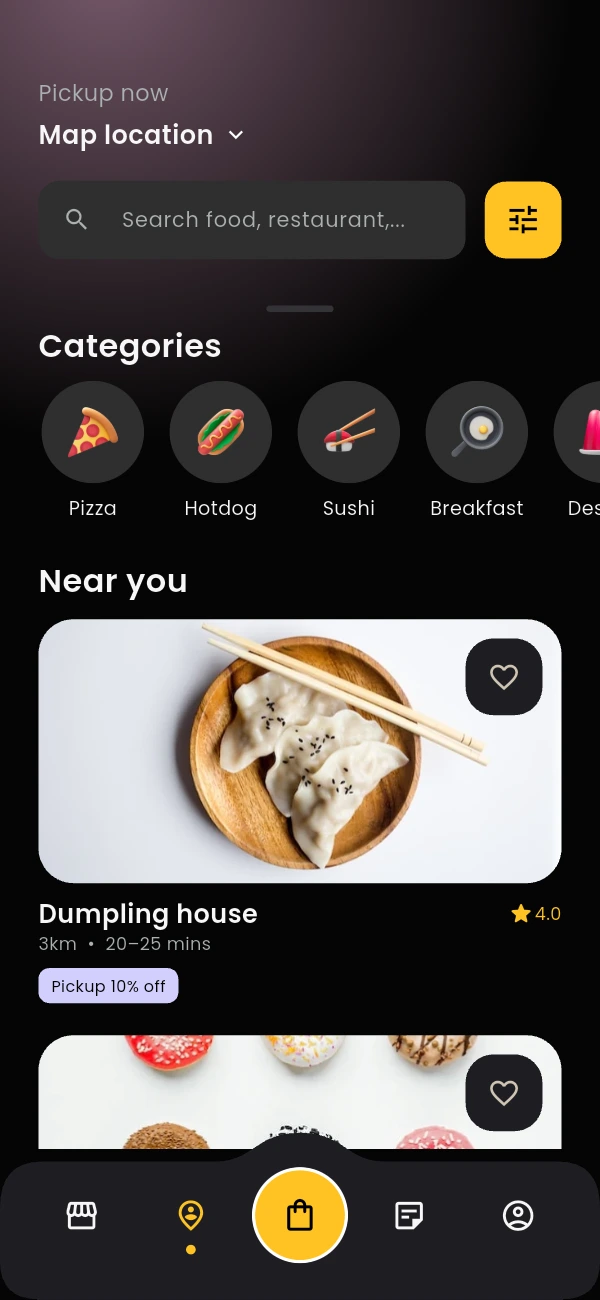 Pickup now
Map location
Search food, restaurant,...
Categories
Pizza
Hotdog
Sushi
Breakfast
Des
Near you
Dumpling house
4.0
3km • 20–25 mins
Pickup 10% off